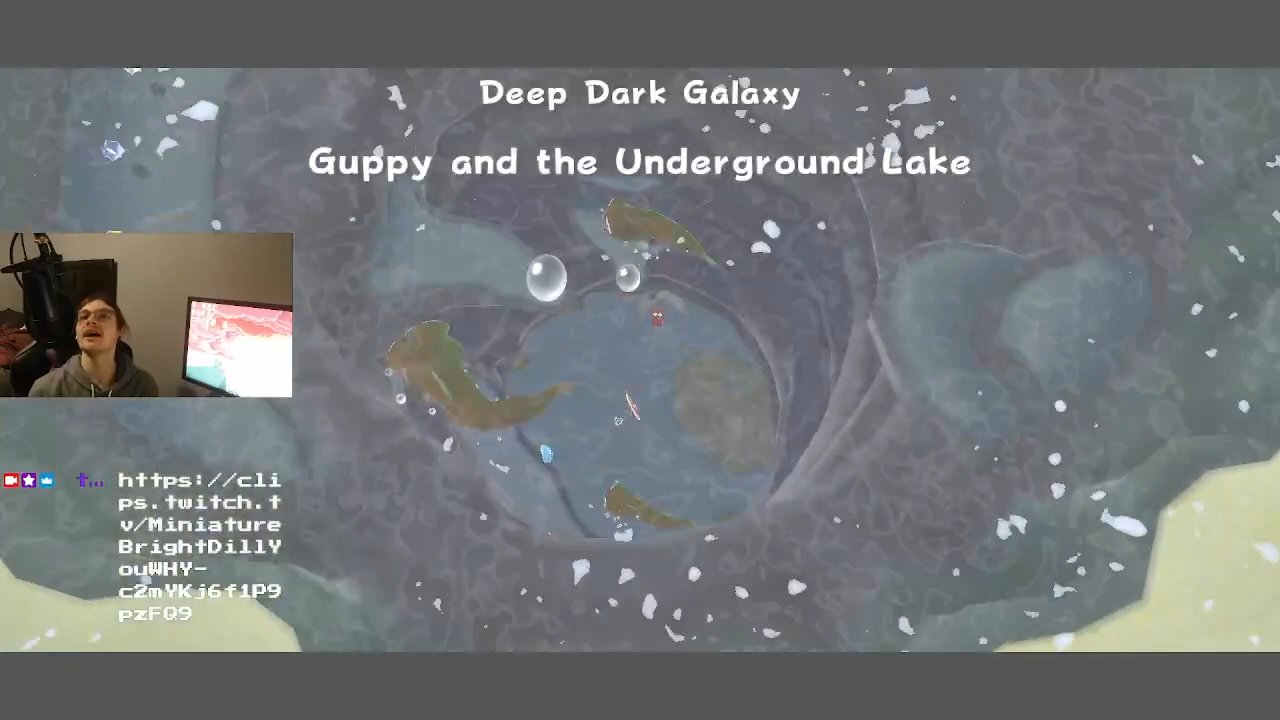 Deep Dark Galaxy
Guppy and the Underground Lake
t... https://cli
ps.twitch.t
v/Miniature
BrightDillY
ouWHY-
c2mYKj6f1P9
pzFQ9